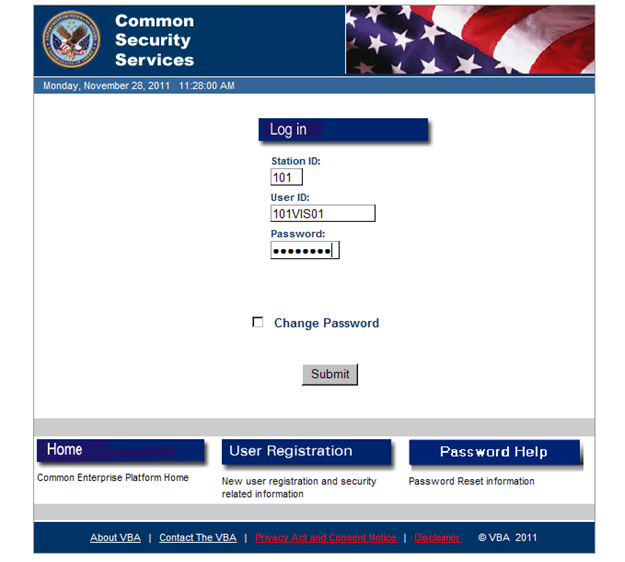 Common
Security
Services
Monday, November 28, 2011 11:28:00 AM
Log in
Station ID:
101
User ID:
101VIS01
Password:
●●●●●●●●
Change Password
Submit
Home
Common Enterprise Platform Home
User Registration
New user registration and security
related information
Password Help
Password Reset information
About VBA | Contact The VBA | Privacy Act and Consent Notice | Disclaimer © VBA 2011